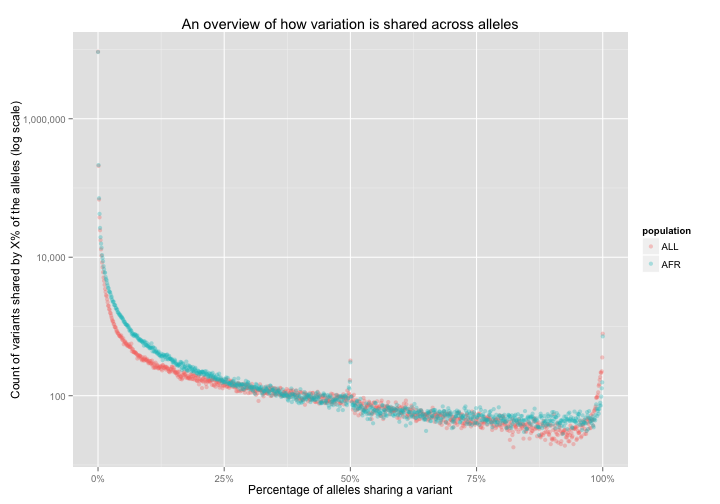 An overview of how variation is shared across alleles
Count of variants shared by X% of the alleles (log scale)
1,000,000
10,000
100
0%
25%
50%
75%
100%
Percentage of alleles sharing a variant
population
ALL
AFR